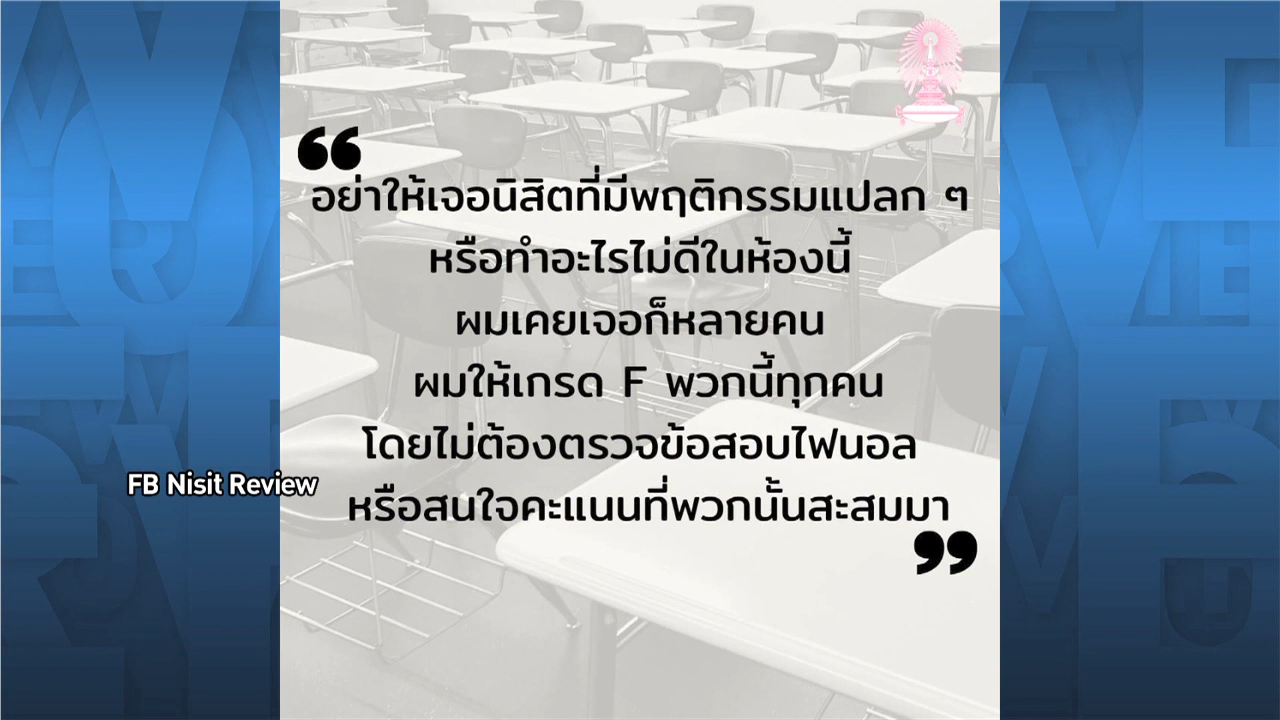 “
อย่าให้เจอนิสิตที่มีพฤติกรรมแปลก ๆ
หรือทำอะไรไม่ดีในห้องนี้
ผมเคยเจอก็หลายคน
ผมให้เกรด F พวกนี้ทุกคน
โดยไม่ต้องตรวจข้อสอบไฟนอล
หรือสนใจคะแนนที่พวกนั้นสะสมมา
”
FB Nisit Review